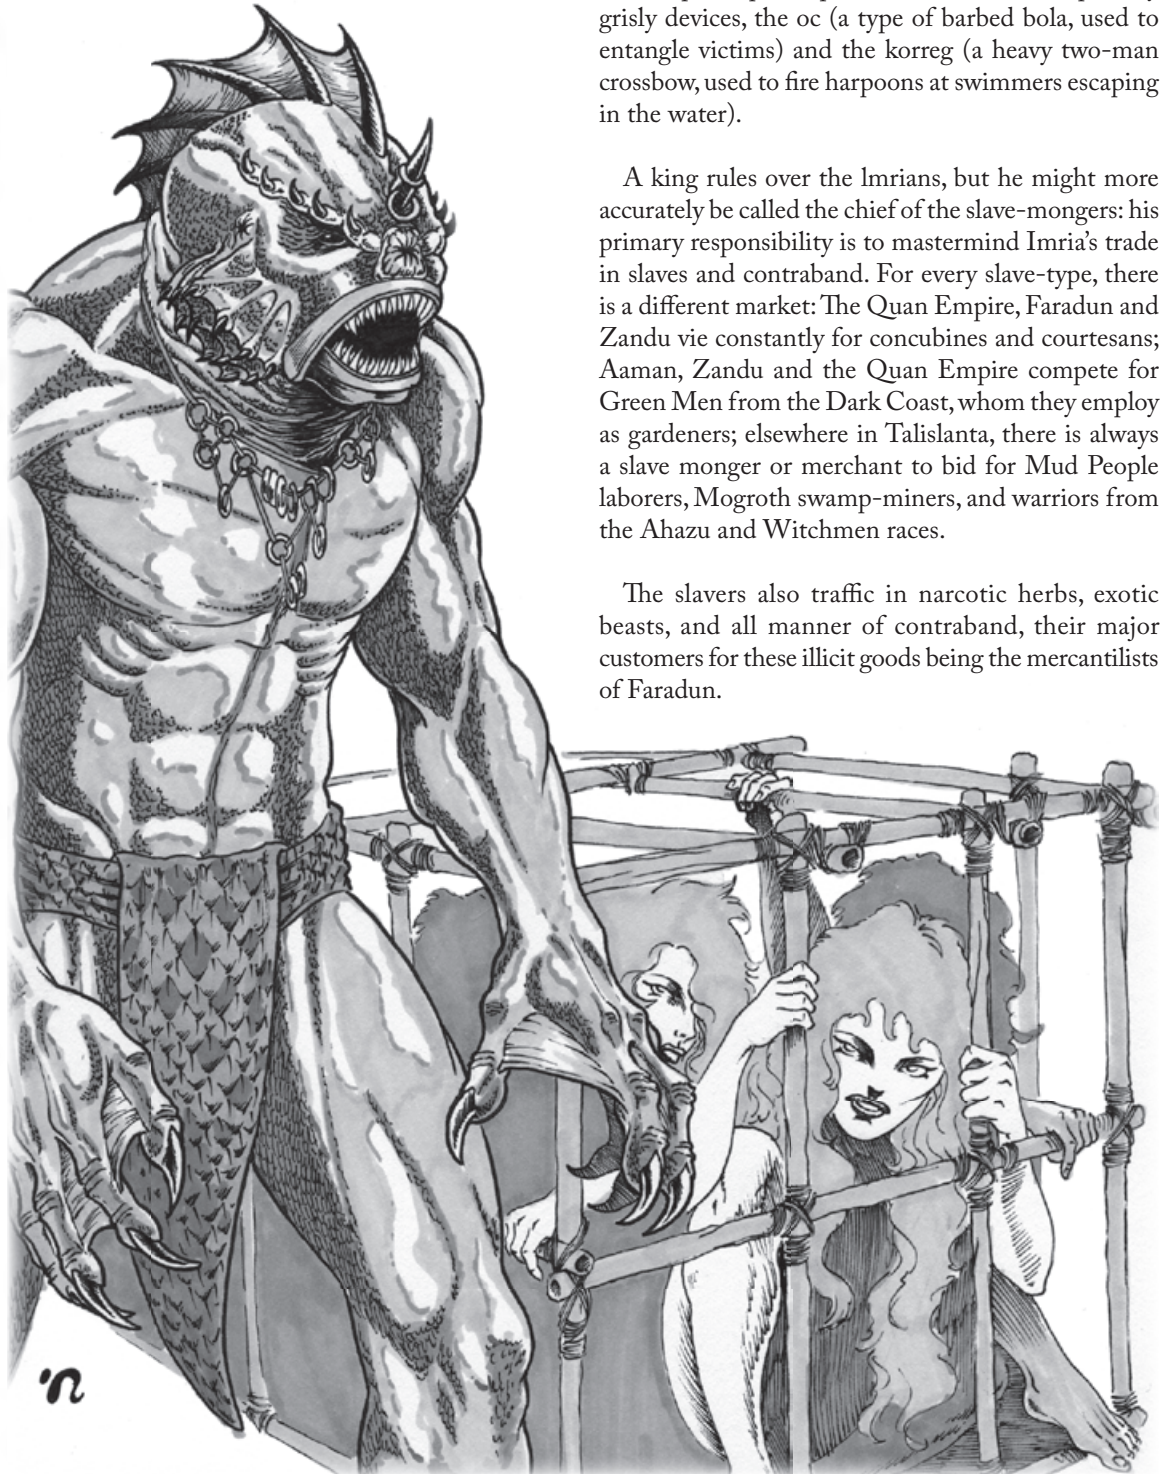 grisly devices, the oc (a type of barbed bola, used to
entangle victims) and the korreg (a heavy two-man
crossbow, used to fire harpoons at swimmers escaping
in the water).
A king rules over the lmrians, but he might more
accurately be called the chief of the slave-mongers: his
primary responsibility is to mastermind Imria’s trade
in slaves and contraband. For every slave-type, there
is a different market: The Quan Empire, Faradun and
Zandu vie constantly for concubines and courtesans;
Aaman, Zandu and the Quan Empire compete for
Green Men from the Dark Coast, whom they employ
as gardeners; elsewhere in Talislanta, there is always
a slave monger or merchant to bid for Mud People
laborers, Mogroth swamp-miners, and warriors from
the Ahazu and Witchmen races.
The slavers also traffic in narcotic herbs, exotic
beasts, and all manner of contraband, their major
customers for these illicit goods being the mercantilists
of Faradun.